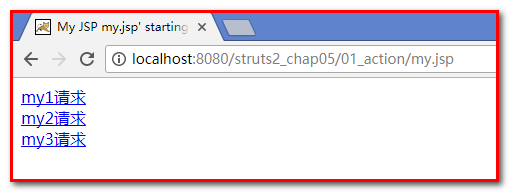 My JSP my.jsp' starting
localhost:8080/struts2_chap05/01_action/my.jsp
my1请求
my2请求
my3请求